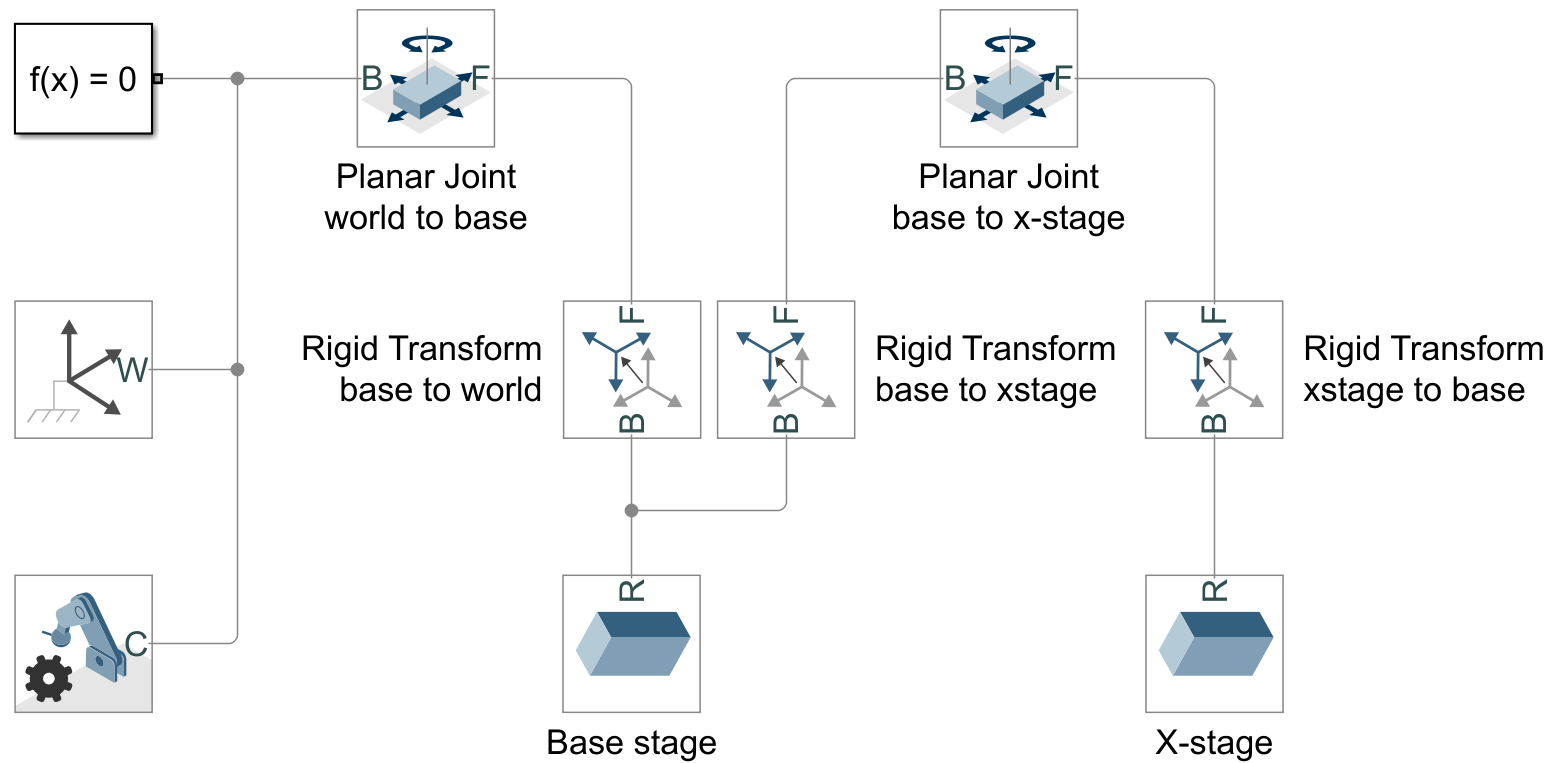 f(x) = 0
B
F
Planar Joint
world to base
B
F
Planar Joint
base to x-stage
W
F
B
Rigid Transform
base to world
F
B
Rigid Transform
base to xstage
F
B
Rigid Transform
xstage to base
C
R
Base stage
R
X-stage